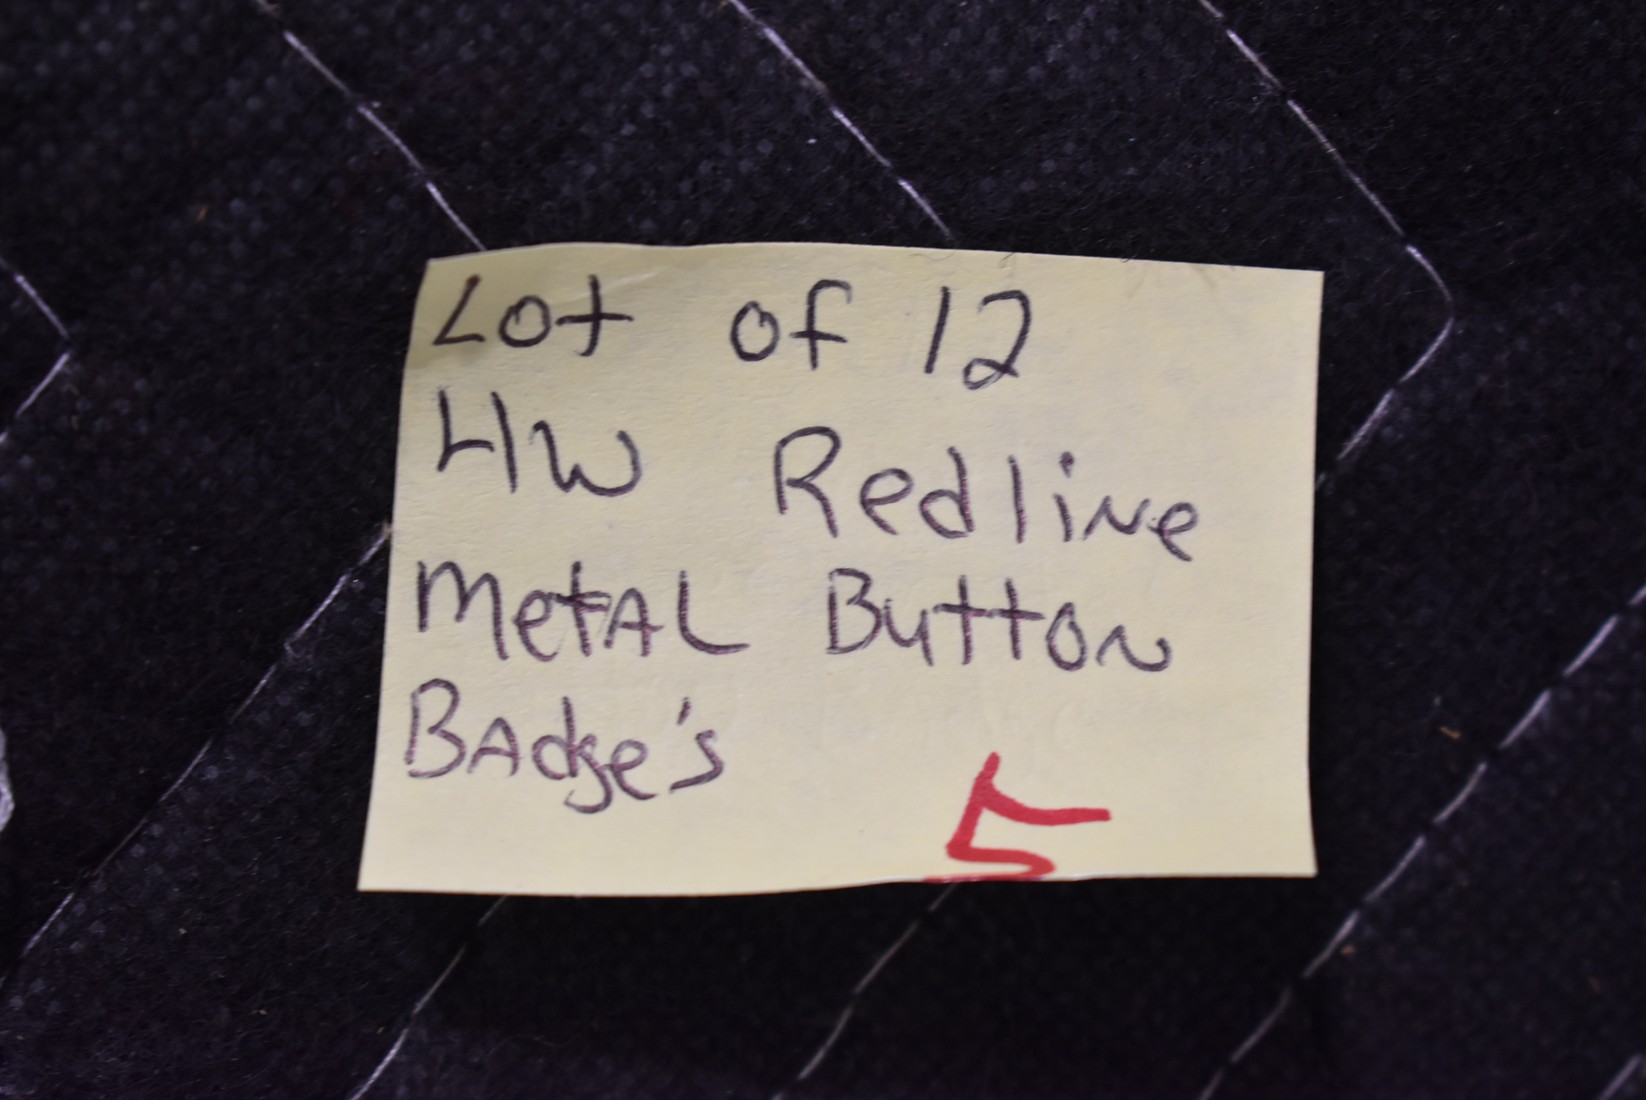 Lot of 12
HW Redline
Metal Button
Badge's
5